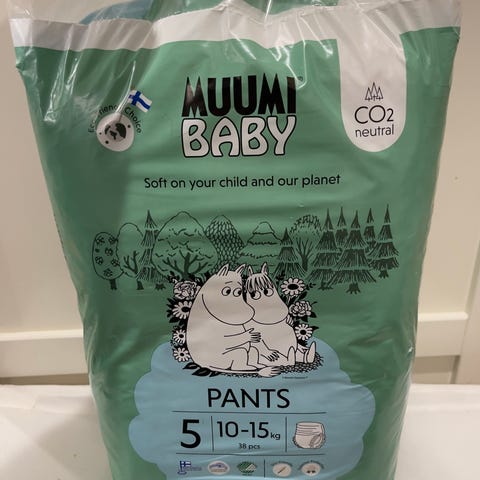 MUUMI
BABY
CO2
neutral
Soft on your child and our planet
PANTS
5
10-15kg
38 pcs